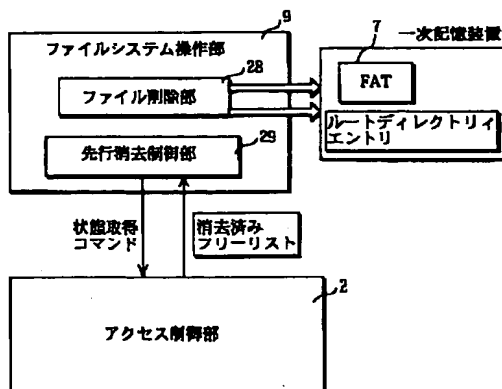 9
ファイルシステム操作部
28
ファイル削除部
29
先行消去制御部
7
一次記憶装置
FAT
ルートディレクトリィ
エントリ
状態取得
コマンド
消去済み
フリーリスト
2
アクセス制御部